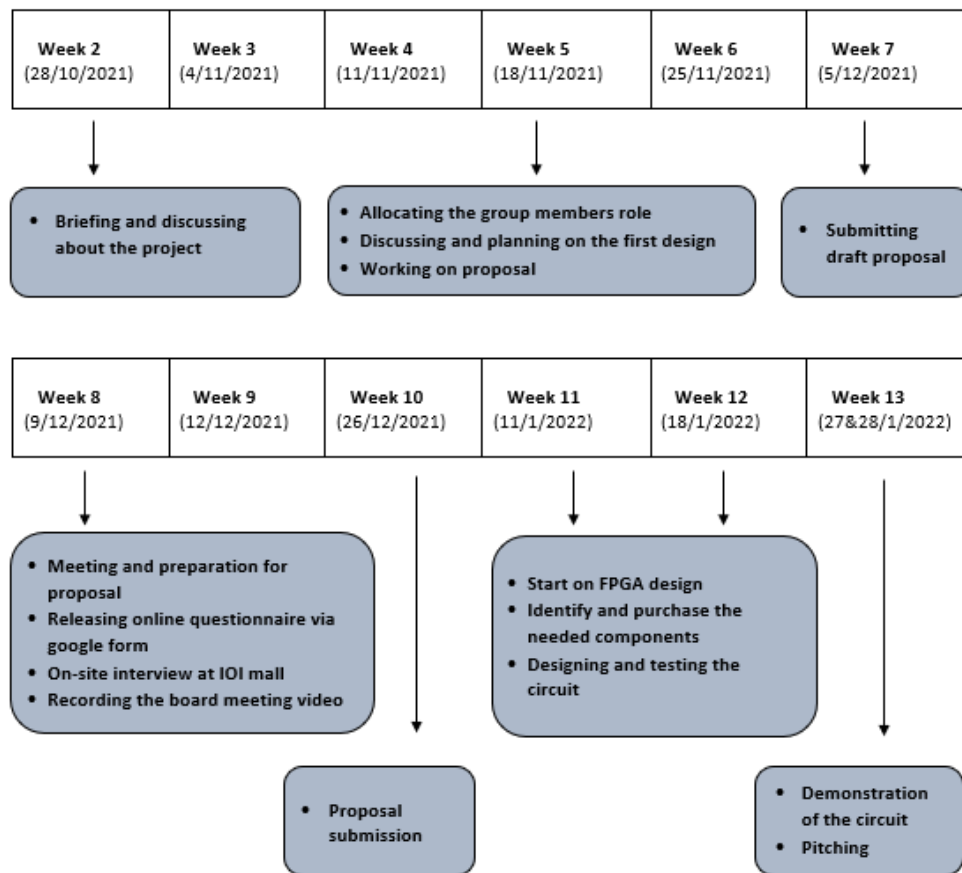 Week 2
(28/10/2021)
Week 3
(4/11/2021)
Week 4
(11/11/2021)
Week 5
(18/11/2021)
Week 6
(25/11/2021)
Week 7
(5/12/2021)
• Briefing and discussing
about the project
• Allocating the group members role
• Discussing and planning on the first design
• Working on proposal
• Submitting
draft proposal
Week 8
(9/12/2021)
Week 9
(12/12/2021)
Week 10
(26/12/2021)
Week 11
(11/1/2022)
Week 12
(18/1/2022)
Week 13
(27&28/1/2022)
• Meeting and preparation for
proposal
• Releasing online questionnaire via
google form
• On-site interview at IOI mall
• Recording the board meeting video
• Start on FPGA design
• Identify and purchase the
needed components
• Designing and testing the
circuit
• Proposal
submission
• Demonstration
of the circuit
• Pitching